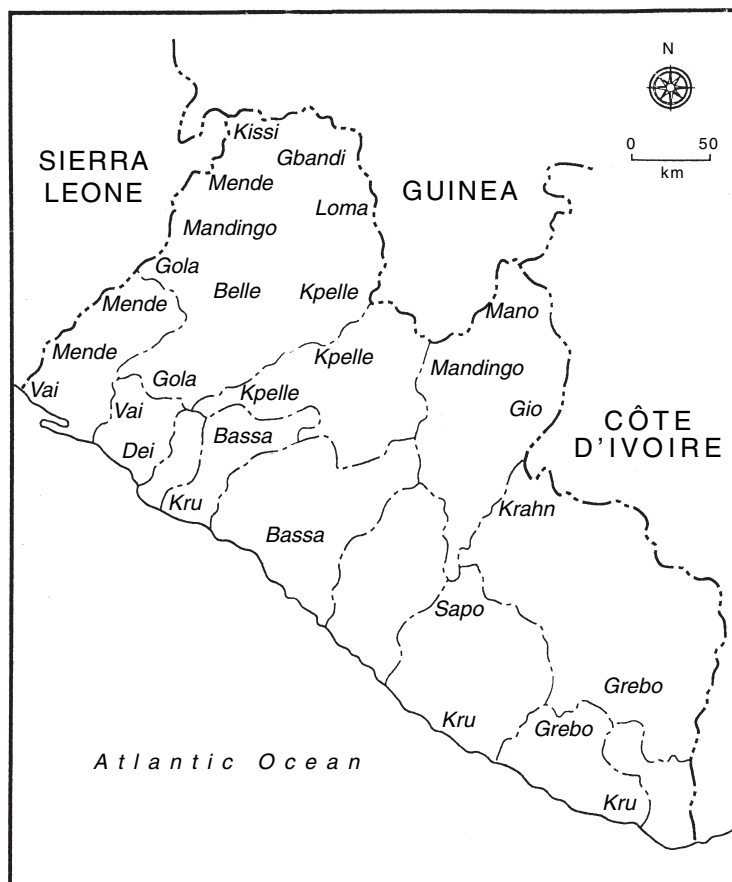 N
0 50
km
SIERRA
LEONE
GUINEA
CÔTE
D'IVOIRE
Kissi
Gbandi
Mende
Loma
Mandingo
Gola
Belle
Kpelle
Mende
Mano
Mende
Kpelle
Mandingo
Vai
Gola
Kpelle
Vai
Gio
Bassa
Dei
Kru
Krahn
Bassa
Sapo
Grebo
Kru
Grebo
Atlantic Ocean
Kru